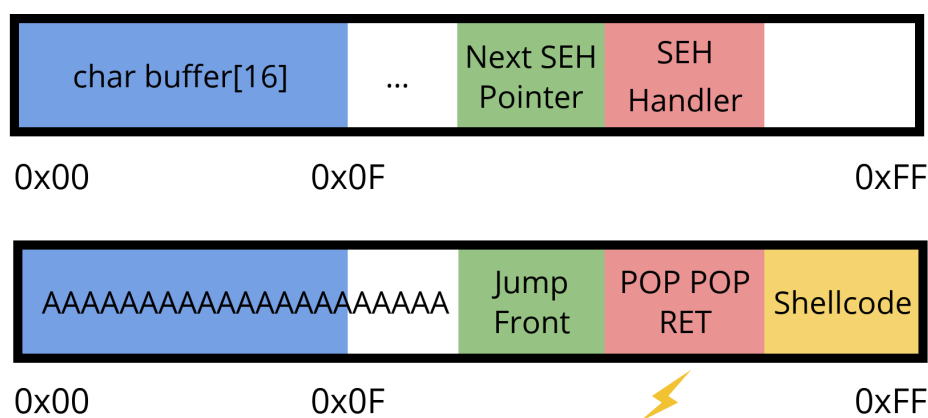 char buffer[16] ... Next SEH Pointer SEH Handler
0x00 0x0F 0xFF
AAAAAAAAAAAAAAAAAAAAA Jump Front POP POP RET Shellcode
0x00 0x0F 0xFF